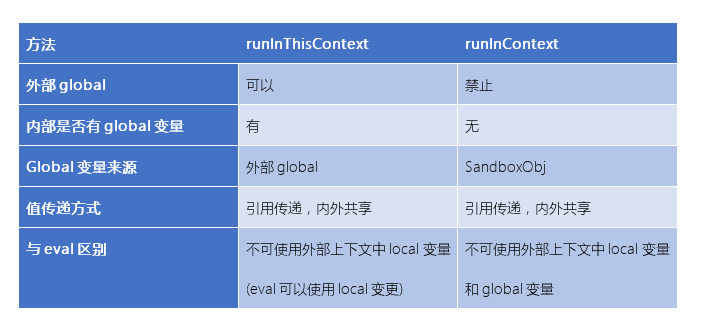 方法 runInThisContext runInContext
外部 global 可以 禁止
内部是否有 global 变量 有 无
Global 变量来源 外部 global SandboxObj
值传递方式 引用传递，内外共享 引用传递，内外共享
与 eval 区别 不可使用外部上下文中 local 变量 不可使用外部上下文中 local 变量
(eval 可以使用 local 变更) 和 global 变量